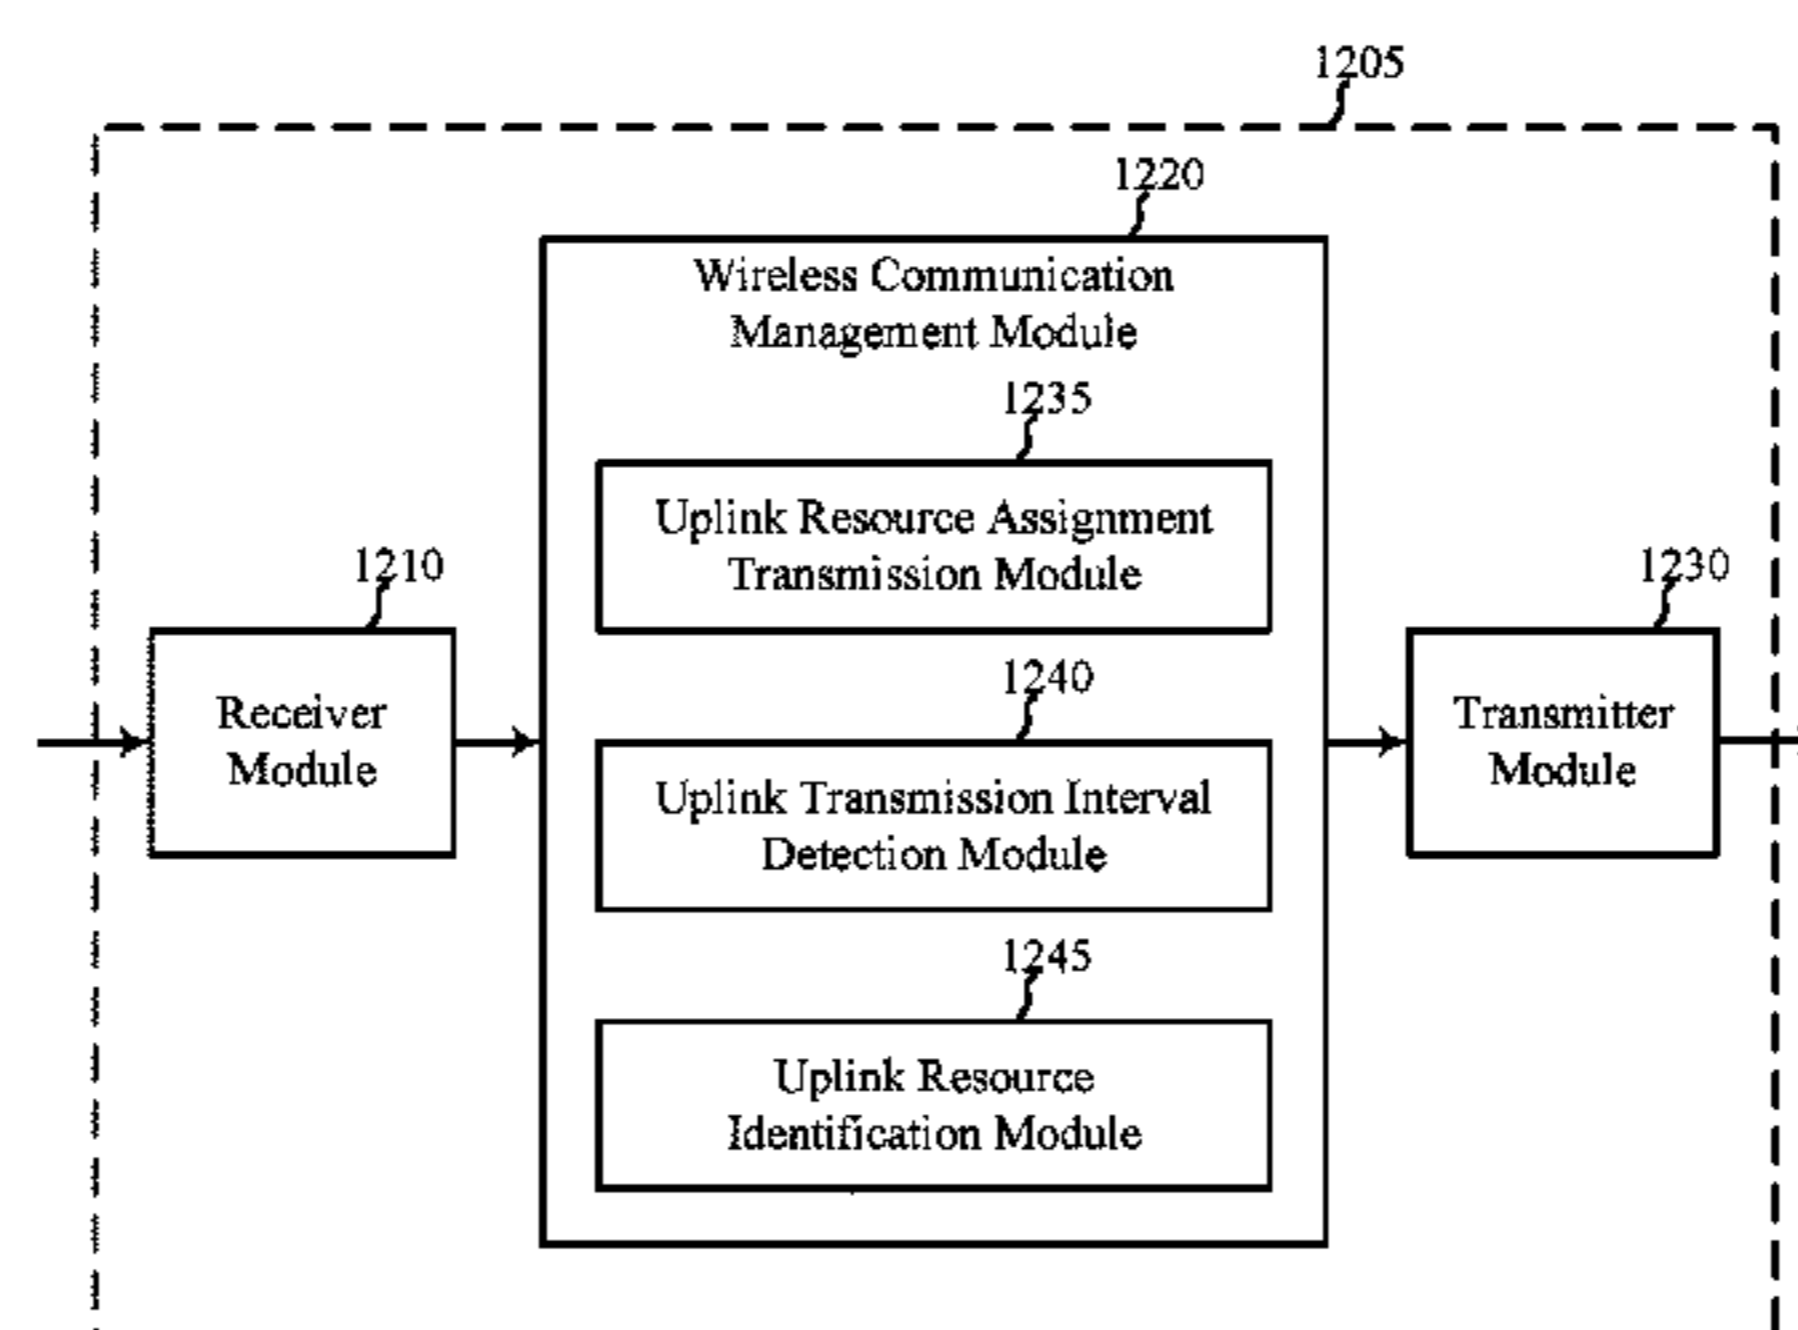 1205
1220
Wireless Communication
Management Module
1235
Uplink Resource Assignment
Transmission Module
1210
Receiver
Module
1230
Transmitter
Module
1240
Uplink Transmission Interval
Detection Module
1245
Uplink Resource
Identification Module